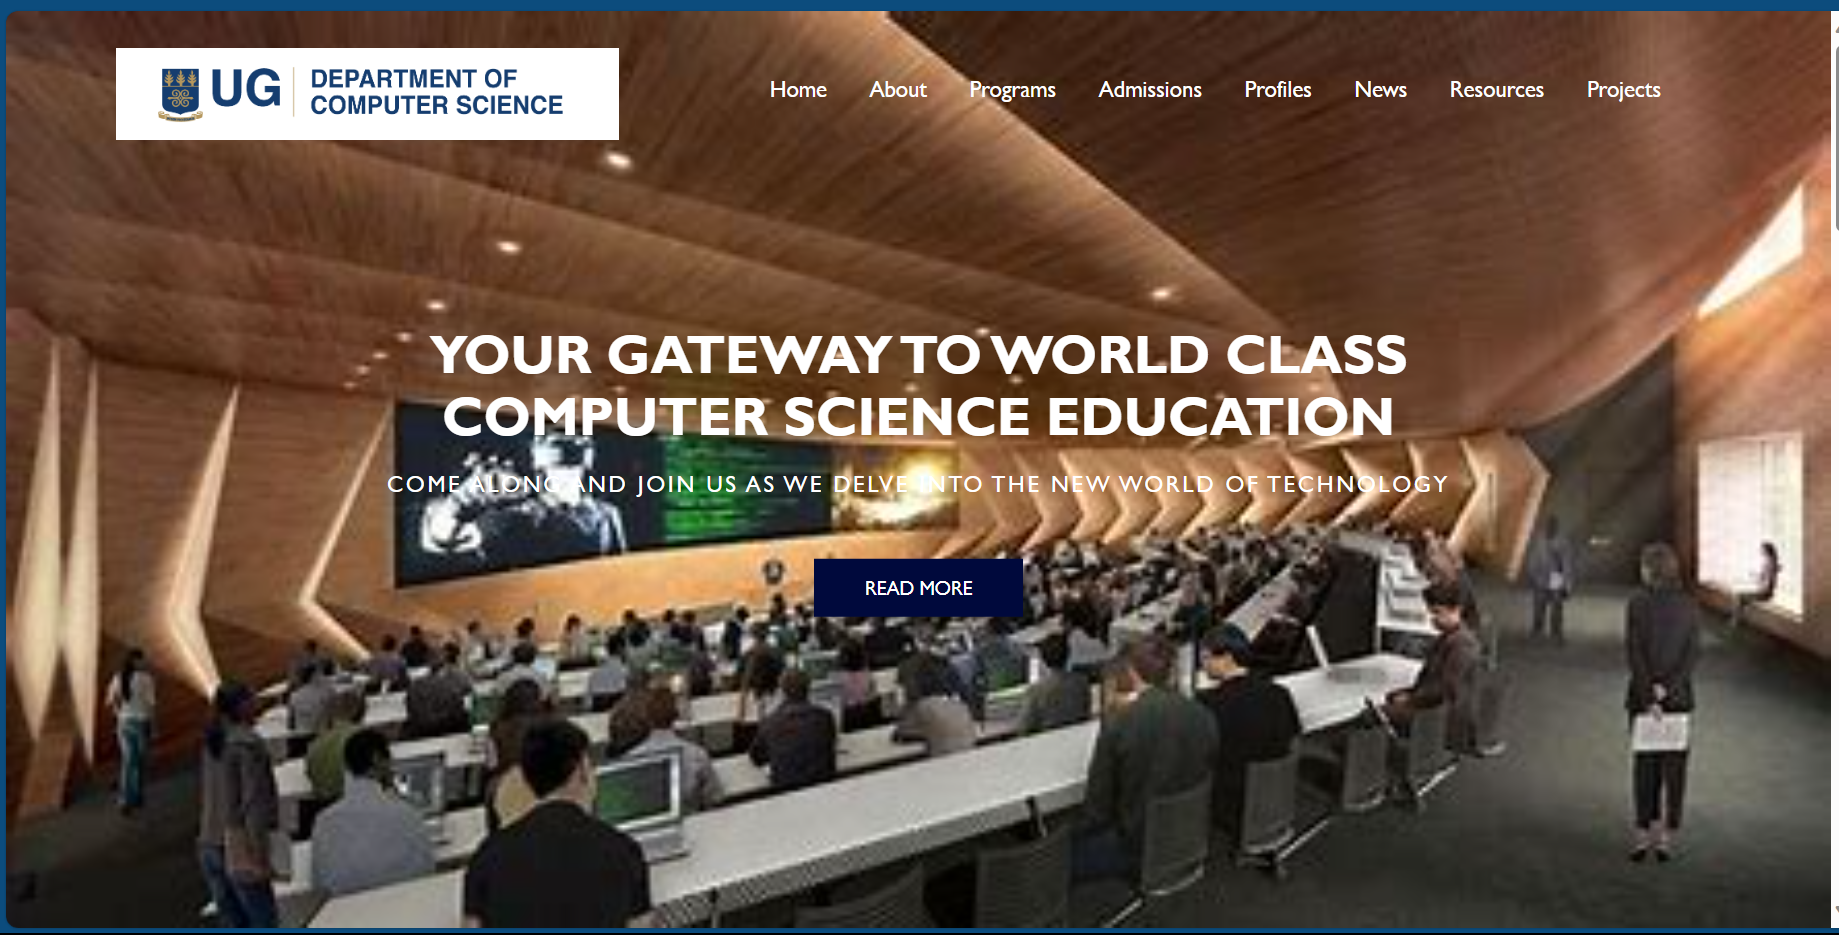 UG
DEPARTMENT OF
COMPUTER SCIENCE
Home About Programs Admissions Profiles News Resources Projects
YOUR GATEWAY TO WORLD CLASS
COMPUTER SCIENCE EDUCATION
COME ALONG AND JOIN US AS WE DELVE INTO THE NEW WORLD OF TECHNOLOGY
READ MORE